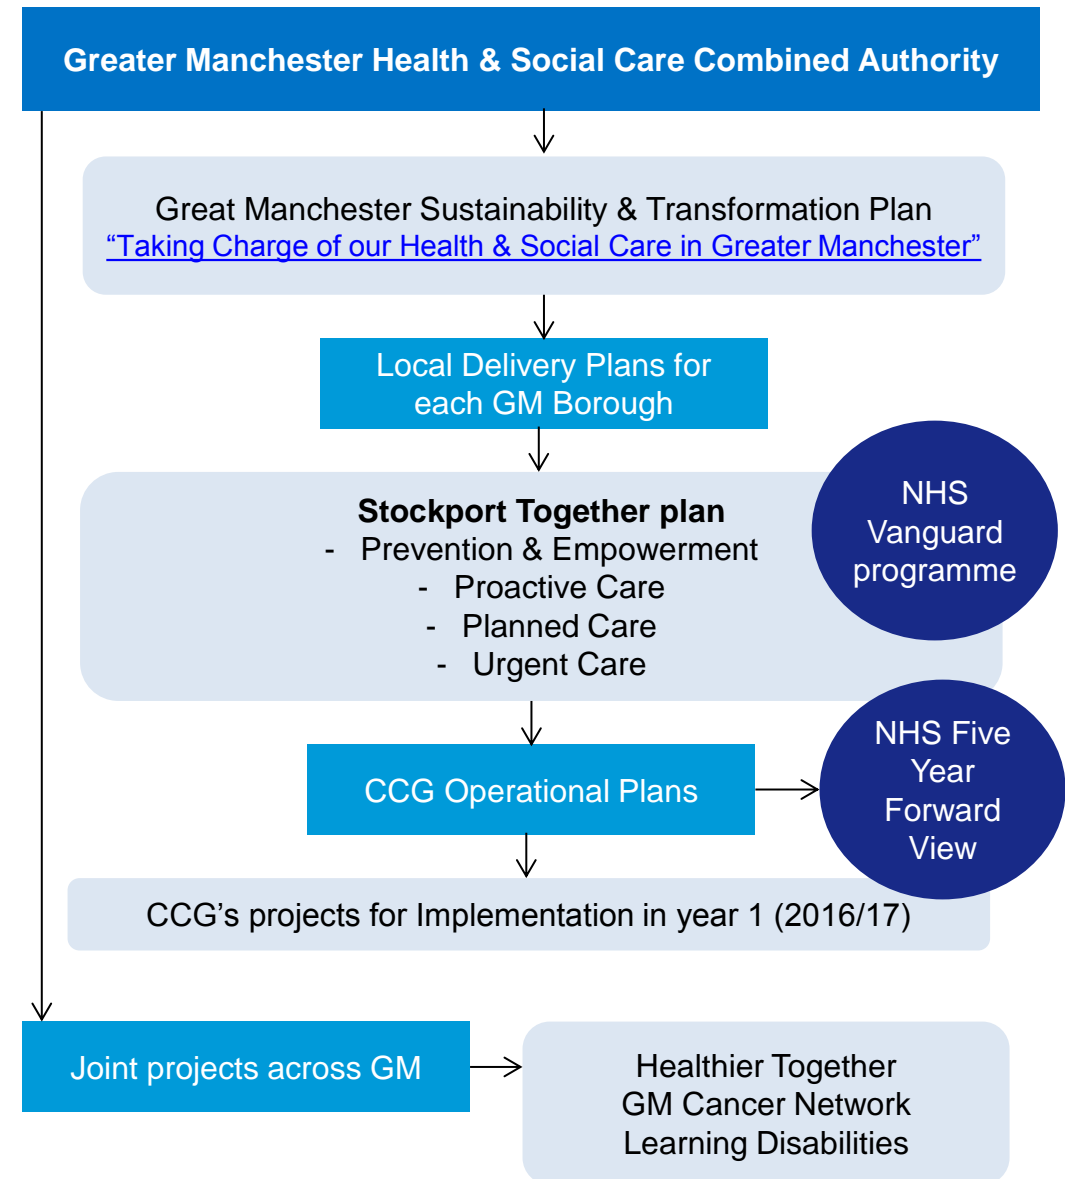 Greater Manchester Health & Social Care Combined Authority
Great Manchester Sustainability & Transformation Plan
“Taking Charge of our Health & Social Care in Greater Manchester”
Local Delivery Plans for
each GM Borough
Stockport Together plan
- Prevention & Empowerment
- Proactive Care
- Planned Care
- Urgent Care
NHS
Vanguard
programme
CCG Operational Plans
NHS Five
Year
Forward
View
CCG’s projects for Implementation in year 1 (2016/17)
Joint projects across GM
Healthier Together
GM Cancer Network
Learning Disabilities